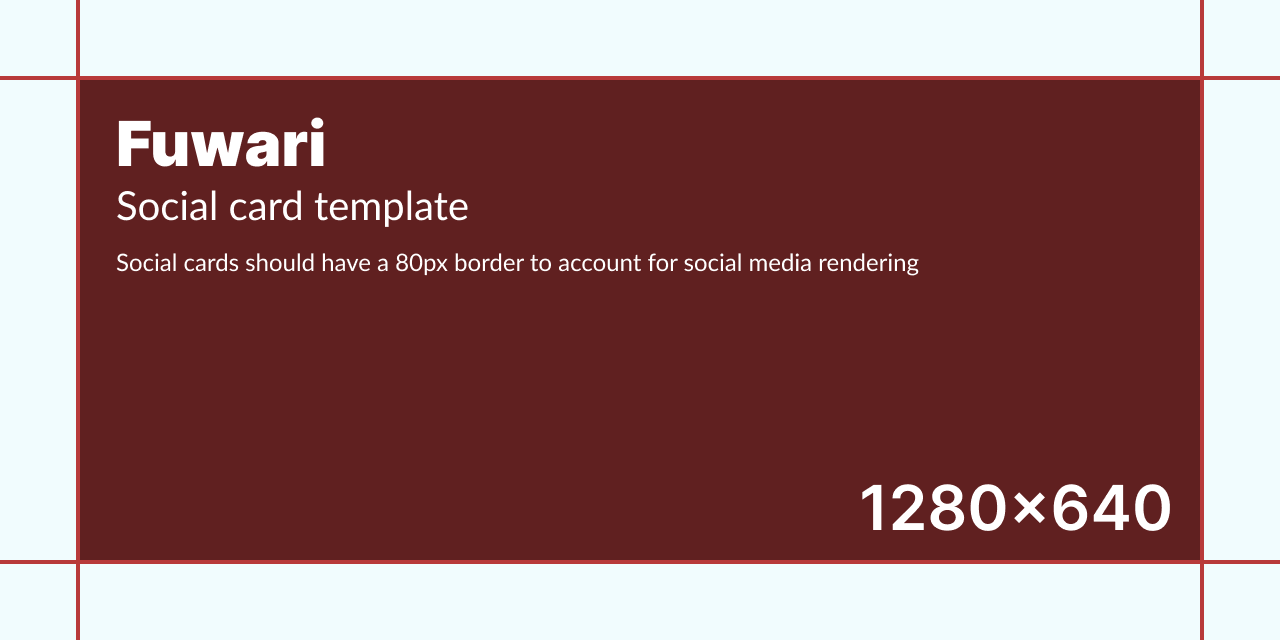 Fuwari
Social card template
Social cards should have a 80px border to account for social media rendering
1280×640